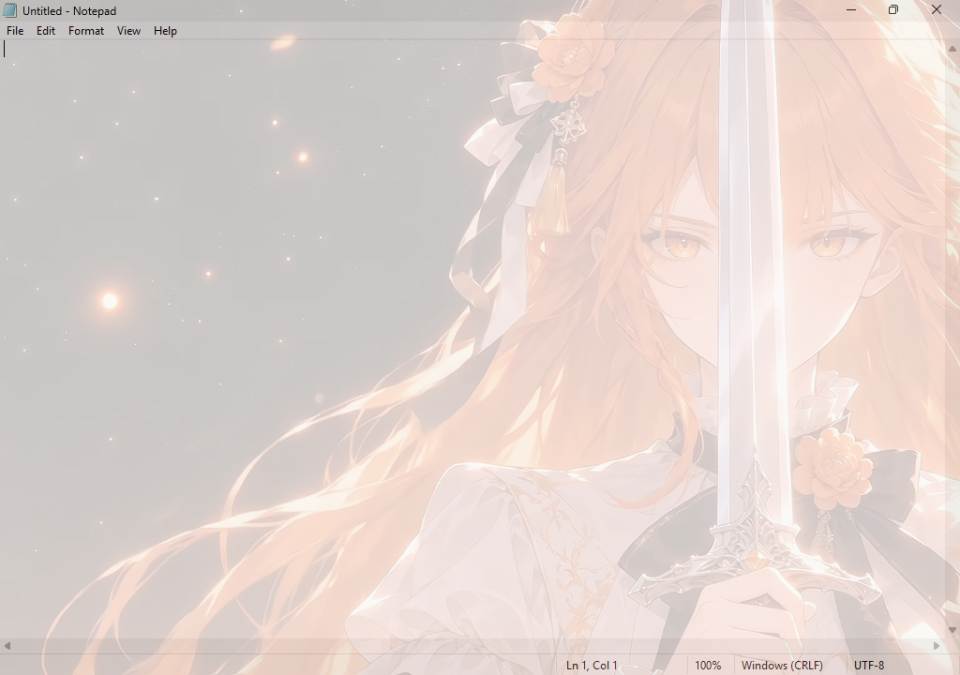 Untitled - Notepad
File Edit Format View Help
Ln 1, Col 1 100% Windows (CRLF) UTF-8